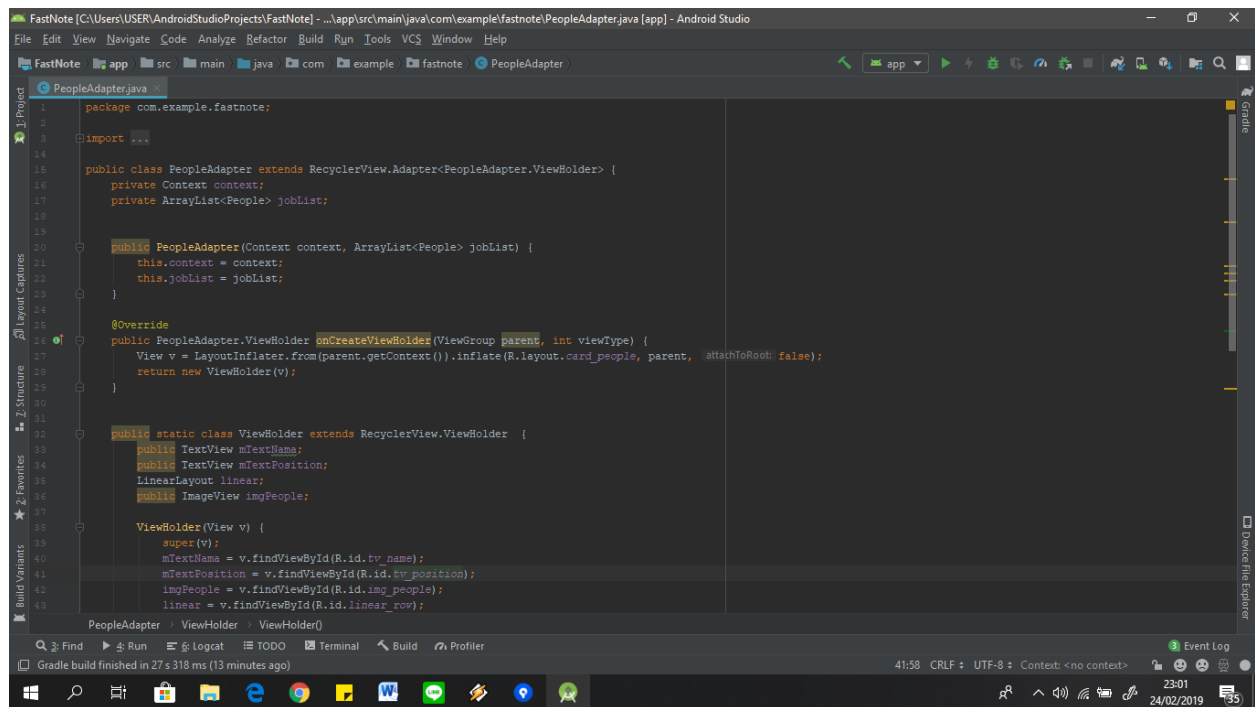 FastNote [C:\Users\USER\AndroidStudioProjects\FastNote] - ...\app\src\main\java\com\example\fastnote\PeopleAdapter.java [app] - Android Studio
File Edit View Navigate Code Analyze Refactor Build Run Tools VCS Window Help
FastNote app src main java com example fastnote PeopleAdapter app
PeopleAdapter.java
1: Project
Gradle
Layout Captures
7: Structure
2: Favorites
Build Variants
Device File Explorer
1 package com.example.fastnote;
2
3 import ...
14
15 public class PeopleAdapter extends RecyclerView.Adapter<PeopleAdapter.ViewHolder> {
16 private Context context;
17 private ArrayList<People> jobList;
18
19
20 public PeopleAdapter(Context context, ArrayList<People> jobList) {
21 this.context = context;
22 this.jobList = jobList;
23 }
24
25 @Override
26 public PeopleAdapter.ViewHolder onCreateViewHolder(ViewGroup parent, int viewType) {
27 View v = LayoutInflater.from(parent.getContext()).inflate(R.layout.card_people, parent, attachToRoot: false);
28 return new ViewHolder(v);
29 }
30
31
32 public static class ViewHolder extends RecyclerView.ViewHolder {
33 public TextView mTextNama;
34 public TextView mTextPosition;
35 LinearLayout linear;
36 public ImageView imgPeople;
37
38 ViewHolder(View v) {
39 super(v);
40 mTextNama = v.findViewById(R.id.tv_name);
41 mTextPosition = v.findViewById(R.id.tv_position);
42 imgPeople = v.findViewById(R.id.img_people);
43 linear = v.findViewById(R.id.linear_row);
PeopleAdapter › ViewHolder › ViewHolder()
3: Find 4: Run 6: Logcat TODO Terminal Build Profiler 3 Event Log
Gradle build finished in 27 s 318 ms (13 minutes ago) 41:58 CRLF UTF-8 Context: <no context>
LINE
23:01
24/02/2019
35